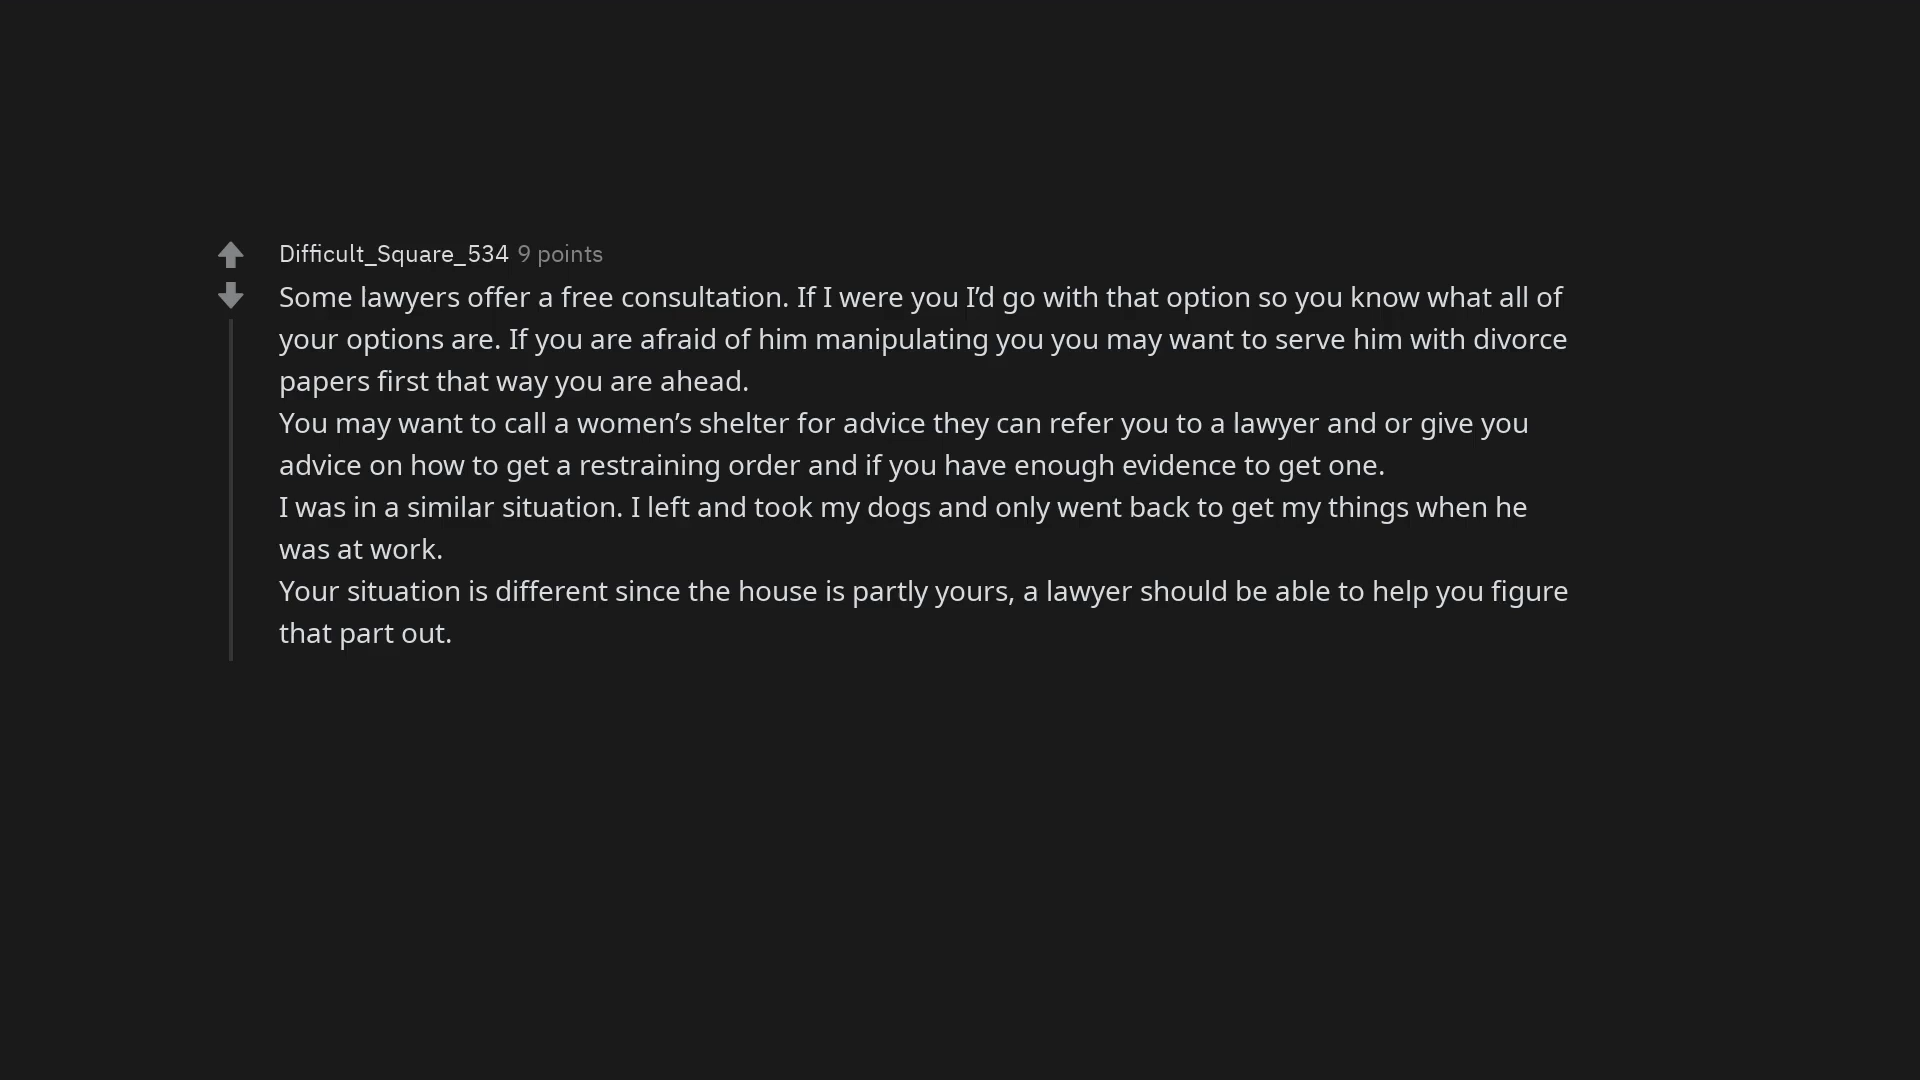 Difficult_Square_534 9 points
Some lawyers offer a free consultation. If I were you I’d go with that option so you know what all of
your options are. If you are afraid of him manipulating you you may want to serve him with divorce
papers first that way you are ahead.
You may want to call a women’s shelter for advice they can refer you to a lawyer and or give you
advice on how to get a restraining order and if you have enough evidence to get one.
I was in a similar situation. I left and took my dogs and only went back to get my things when he
was at work.
Your situation is different since the house is partly yours, a lawyer should be able to help you figure
that part out.